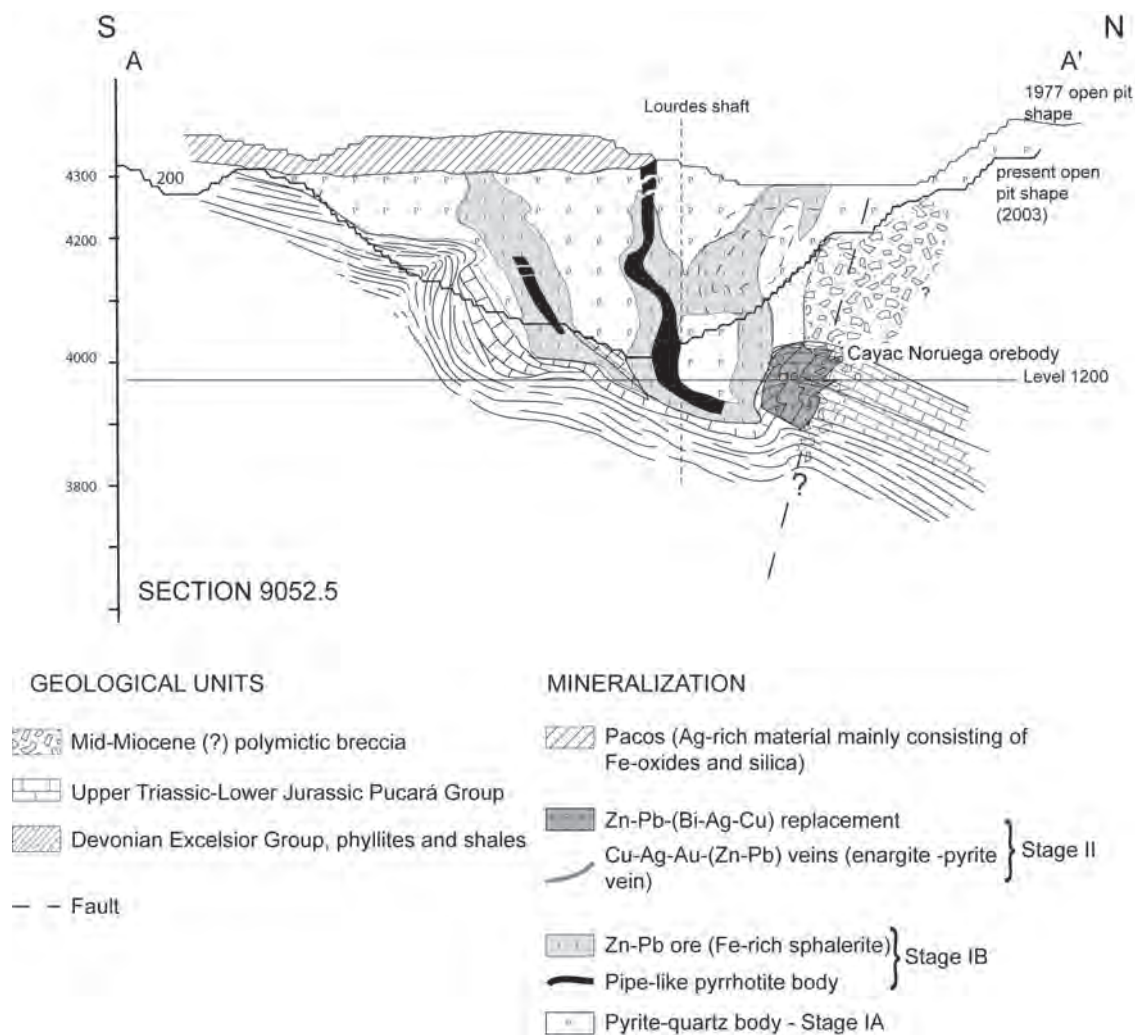 S
N
A
A'
1977 open pit
shape
Lourdes shaft
present open
pit shape
(2003)
4300
200
4200
4000
3800
Cayac Noruega orebody
Level 1200
?
?
SECTION 9052.5
GEOLOGICAL UNITS
Mid-Miocene (?) polymictic breccia
Upper Triassic-Lower Jurassic Pucará Group
Devonian Excelsior Group, phyllites and shales
Fault
MINERALIZATION
Pacos (Ag-rich material mainly consisting of
Fe-oxides and silica)
Zn-Pb-(Bi-Ag-Cu) replacement
Cu-Ag-Au-(Zn-Pb) veins (enargite -pyrite
vein)
Stage II
Zn-Pb ore (Fe-rich sphalerite)
Pipe-like pyrrhotite body
Stage IB
Pyrite-quartz body - Stage IA